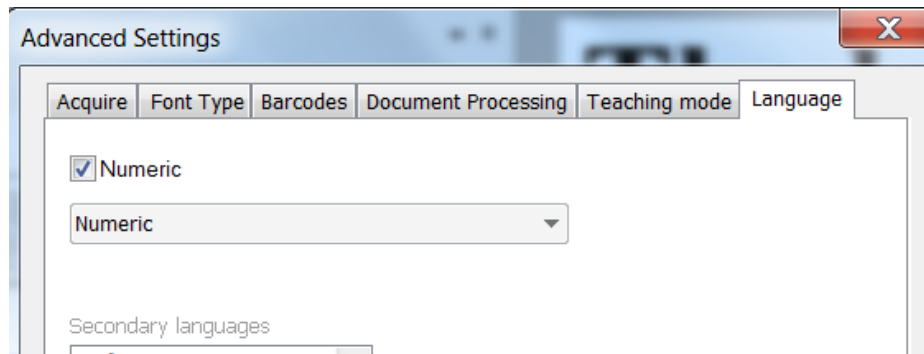 Advanced Settings
Acquire Font Type Barcodes Document Processing Teaching mode Language
Numeric
Numeric
Secondary languages